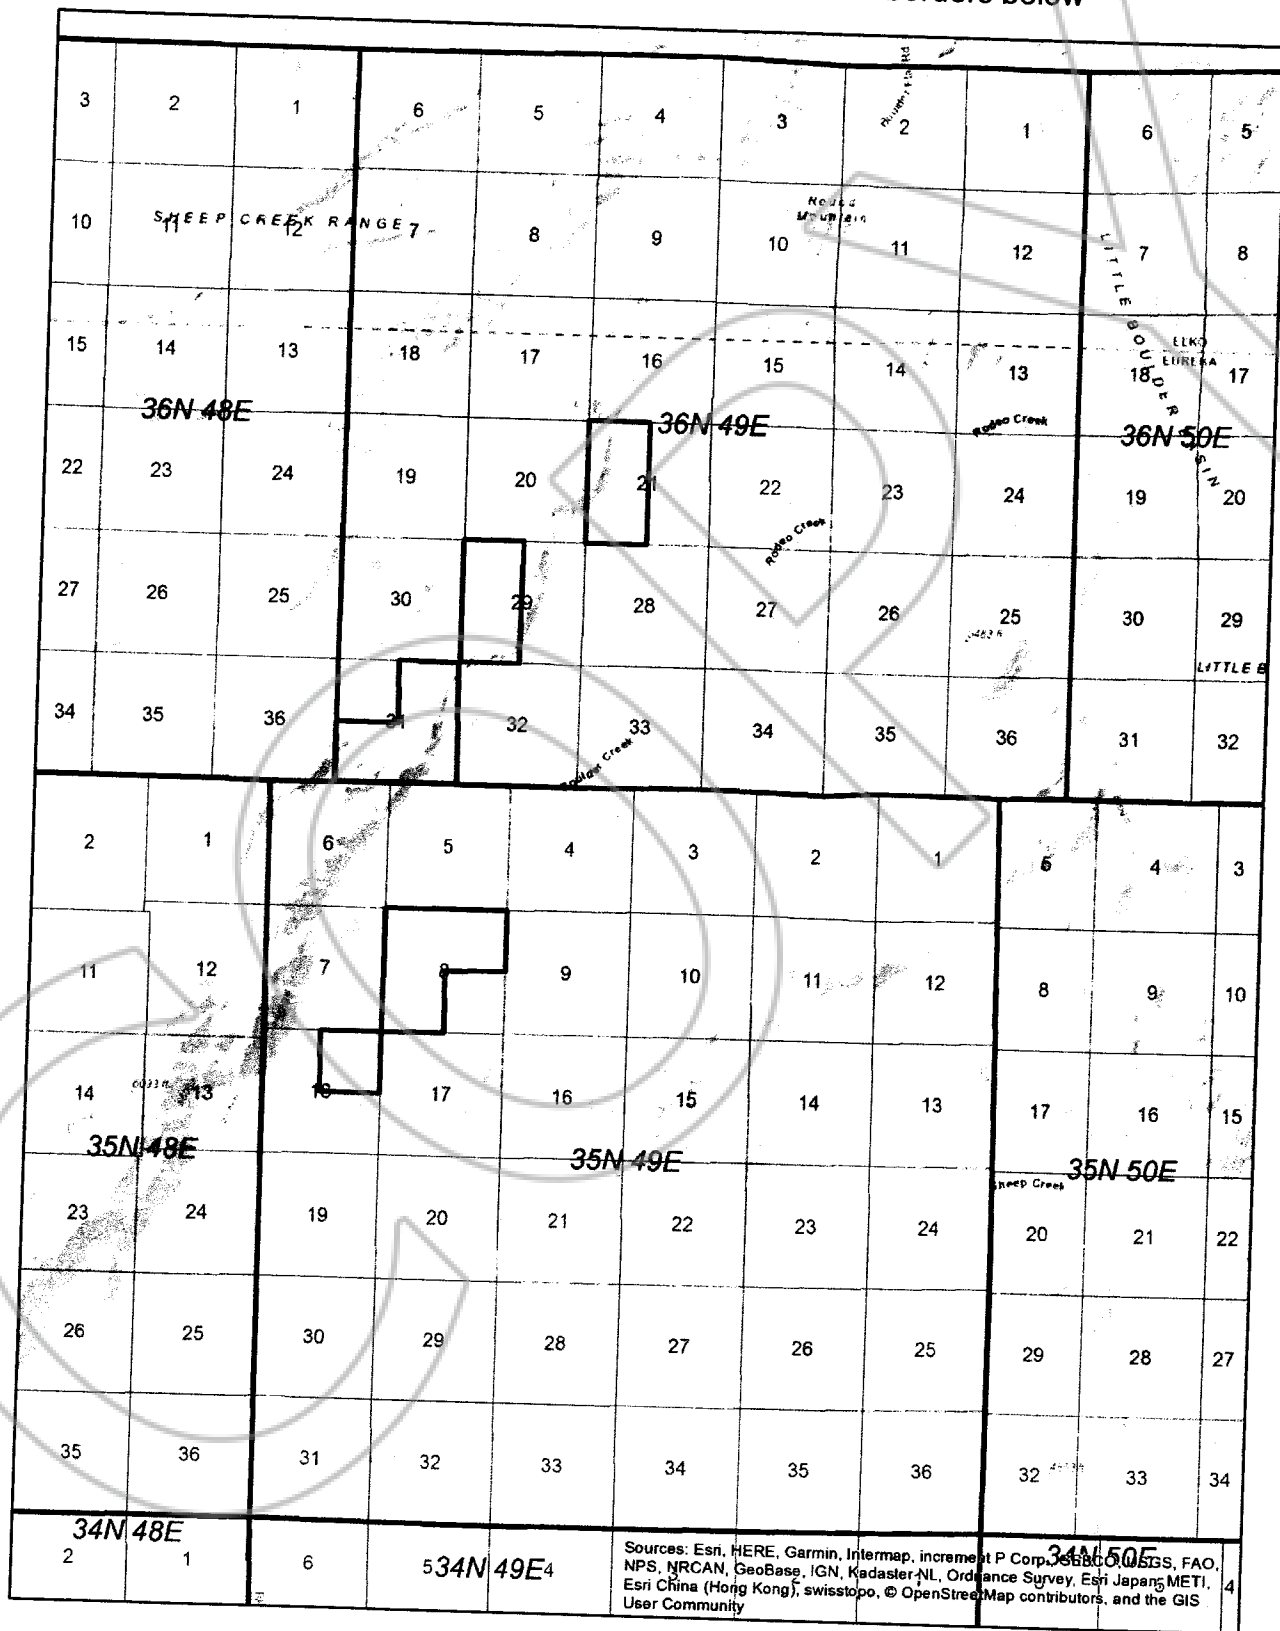 3 2 1 6 5 4 3 2 1 6 5
Boulder Flat Rd
SHEEP CREEK RANGE
10 11 12 7 8 9 10 11 12 7 8
Mountain
LITTLE BOULDER
15 14 13 18 17 16 15 14 13 18 17
ELKO
EUREKA
36N 48E 36N 49E 36N 50E
Rodeo Creek
22 23 24 19 20 21 22 23 24 19 20
Rodeo Creek
27 26 25 30 29 28 27 26 25 30 29
LITTLE B
34 35 36 31 32 33 34 35 36 31 32
Boulder Creek
2 1 6 5 4 3 2 1 5 4 3
11 12 7 8 9 10 11 12 8 9 10
14 13 18 17 16 15 14 13 17 16 15
6033 ft
35N 48E 35N 49E 35N 50E
Sheep Creek
23 24 19 20 21 22 23 24 20 21 22
26 25 30 29 28 27 26 25 29 28 27
35 36 31 32 33 34 35 36 32 33 34
34N 48E 34N 49E 34N 50E
2 1 6 5 4 4
Sources: Esri, HERE, Garmin, Intermap, increment P Corp., GEBCO, USGS, FAO,
NPS, NRCAN, GeoBase, IGN, Kadaster NL, Ordnance Survey, Esri Japan, METI,
Esri China (Hong Kong), swisstopo, © OpenStreetMap contributors, and the GIS
User Community